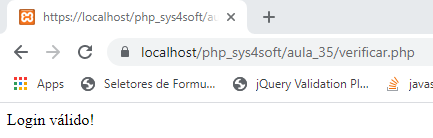 https://localhost/php_sys4soft/au
localhost/php_sys4soft/aula_35/verificar.php
Apps Seletores de Formu... jQuery Validation Pl... javas
Login válido!